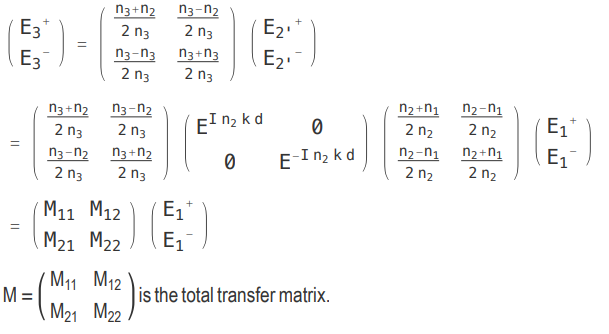 ( E₃⁺ ) = ( (n₃+n₂)/(2 n₃)  (n₃−n₂)/(2 n₃) ) ( E₂'⁺ )
( E₃⁻ )   ( (n₃−n₃)/(2 n₃)  (n₃+n₃)/(2 n₃) ) ( E₂'⁻ )
= ( (n₃+n₂)/(2 n₃)  (n₃−n₂)/(2 n₃) ) ( E^(I n₂ k d)  0 ) ( (n₂+n₁)/(2 n₂)  (n₂−n₁)/(2 n₂) ) ( E₁⁺ )
( (n₃−n₂)/(2 n₃)  (n₃+n₂)/(2 n₃) ) ( 0  E^(−I n₂ k d) ) ( (n₂−n₁)/(2 n₂)  (n₂+n₁)/(2 n₂) ) ( E₁⁻ )
= ( M₁₁  M₁₂ ) ( E₁⁺ )
( M₂₁  M₂₂ ) ( E₁⁻ )
M = ( M₁₁  M₁₂ ) is the total transfer matrix.
( M₂₁  M₂₂ )